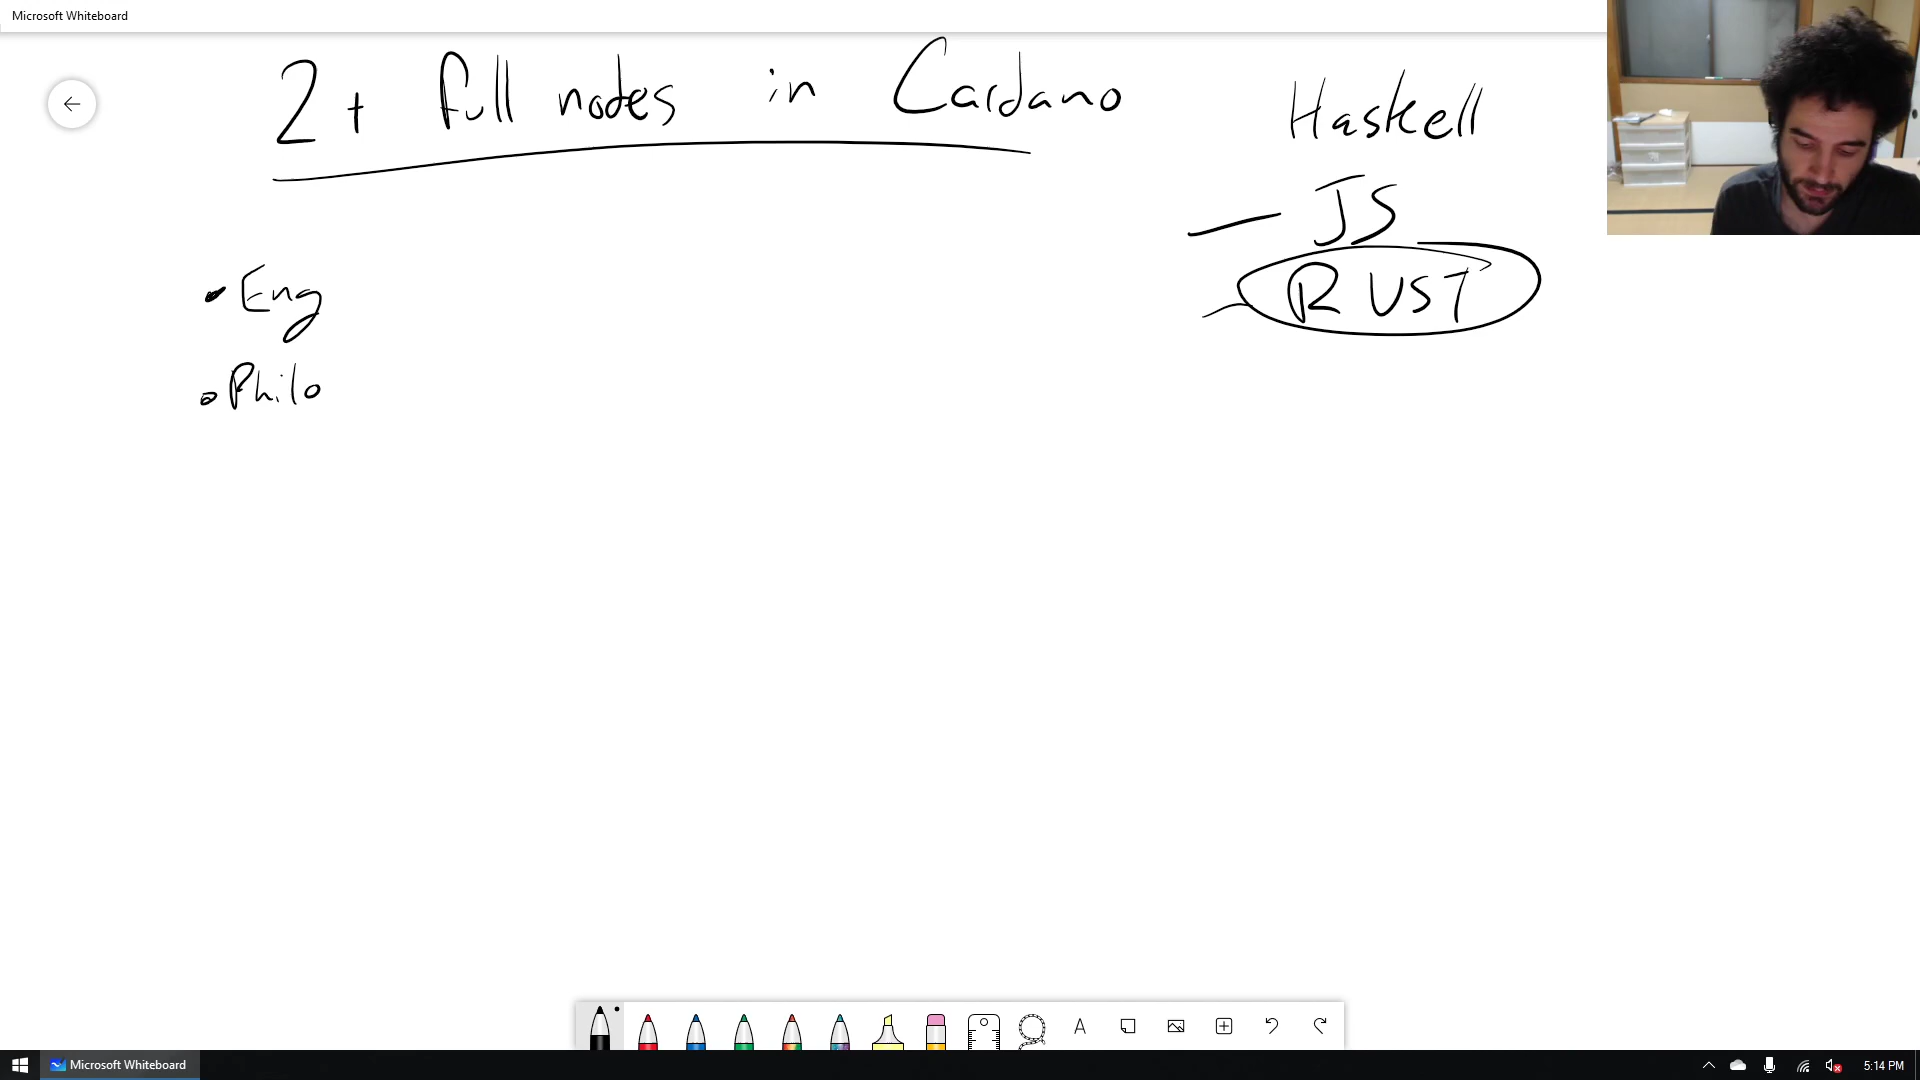 Microsoft Whiteboard
2+ full nodes in Cardano
Haskell
JS
RUST
Eng
Philo
A
Microsoft Whiteboard
5:14 PM